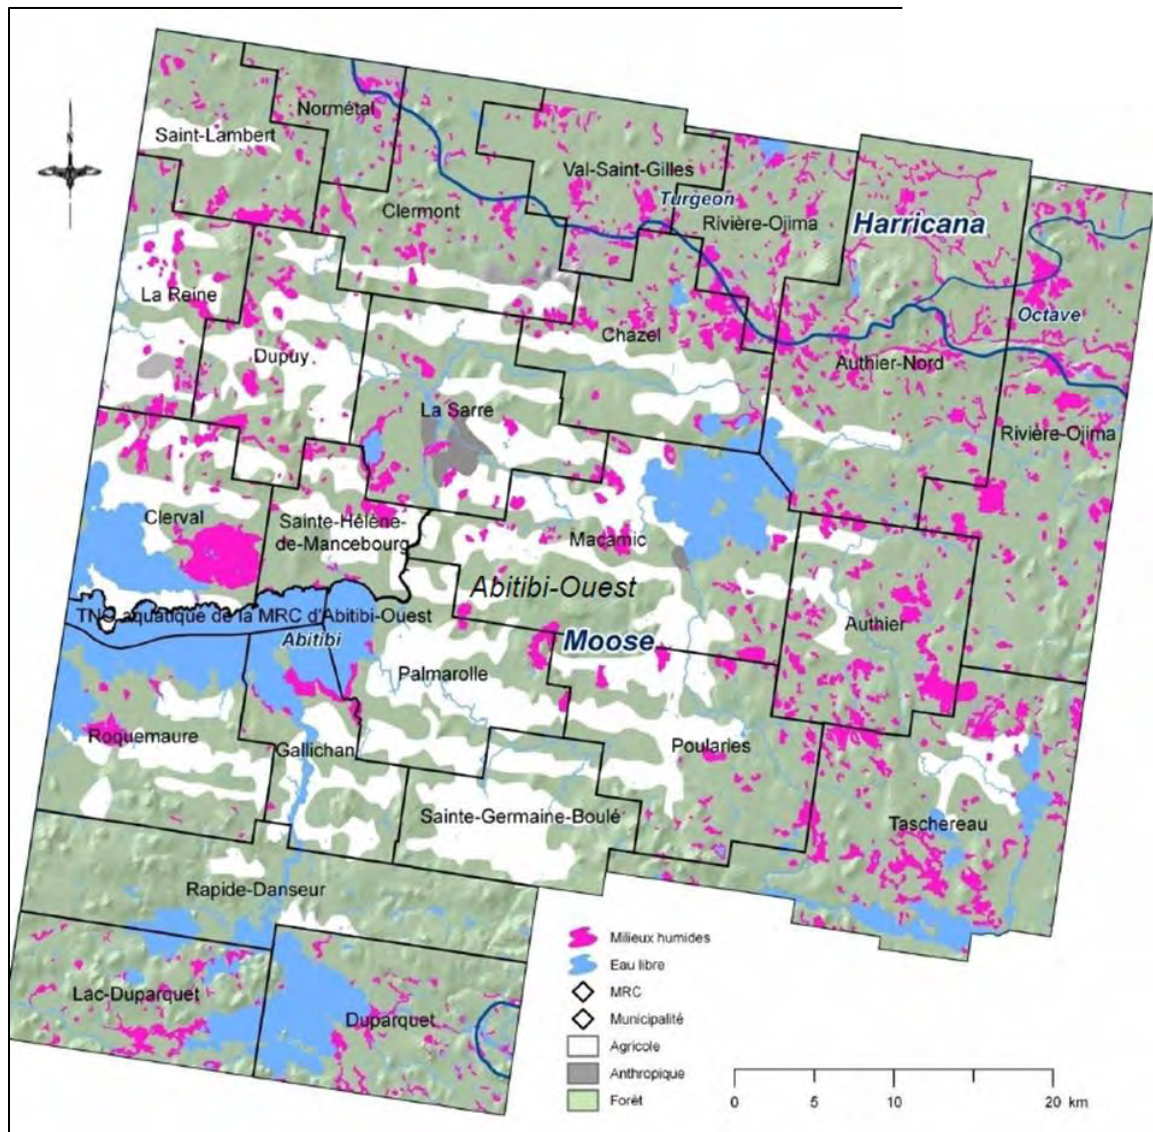 N
Normétal
Saint-Lambert
Val-Saint-Gilles
Turgeon
Clermont
Rivière-Ojima
Harricana
La Reine
Octave
Chazel
Dupuy
Authier-Nord
La Sarre
Rivière-Ojima
Clerval
Sainte-Hélène-
de-Mancebourg
Macamic
Abitibi-Ouest
TNO aquatique de la MRC d'Abitibi-Ouest
Authier
Abitibi
Moose
Palmarolle
Roquemaure
Gallichan
Poularies
Sainte-Germaine-Boulé
Taschereau
Rapide-Danseur
Lac-Duparquet
Duparquet
Milieux humides
Eau libre
MRC
Municipalité
Agricole
Anthropique
Forêt
0 5 10 20 km